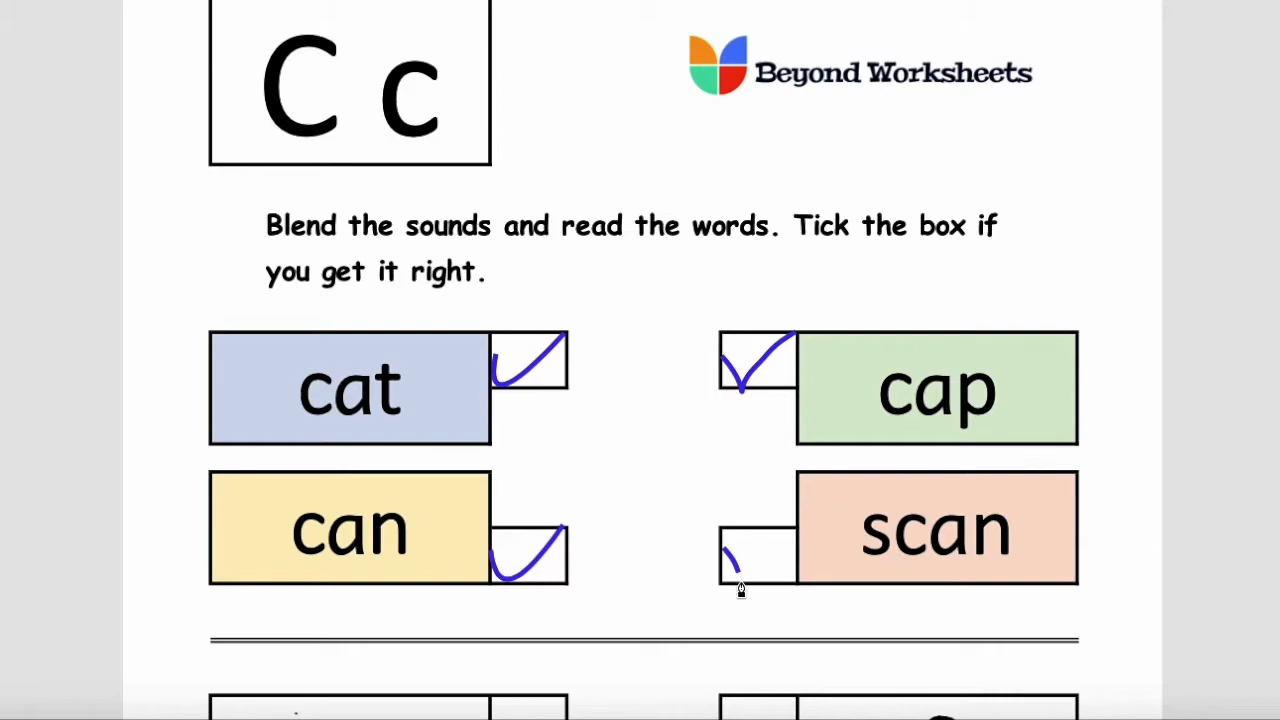 C c
Beyond Worksheets
Blend the sounds and read the words. Tick the box if
you get it right.
cat
cap
can
scan